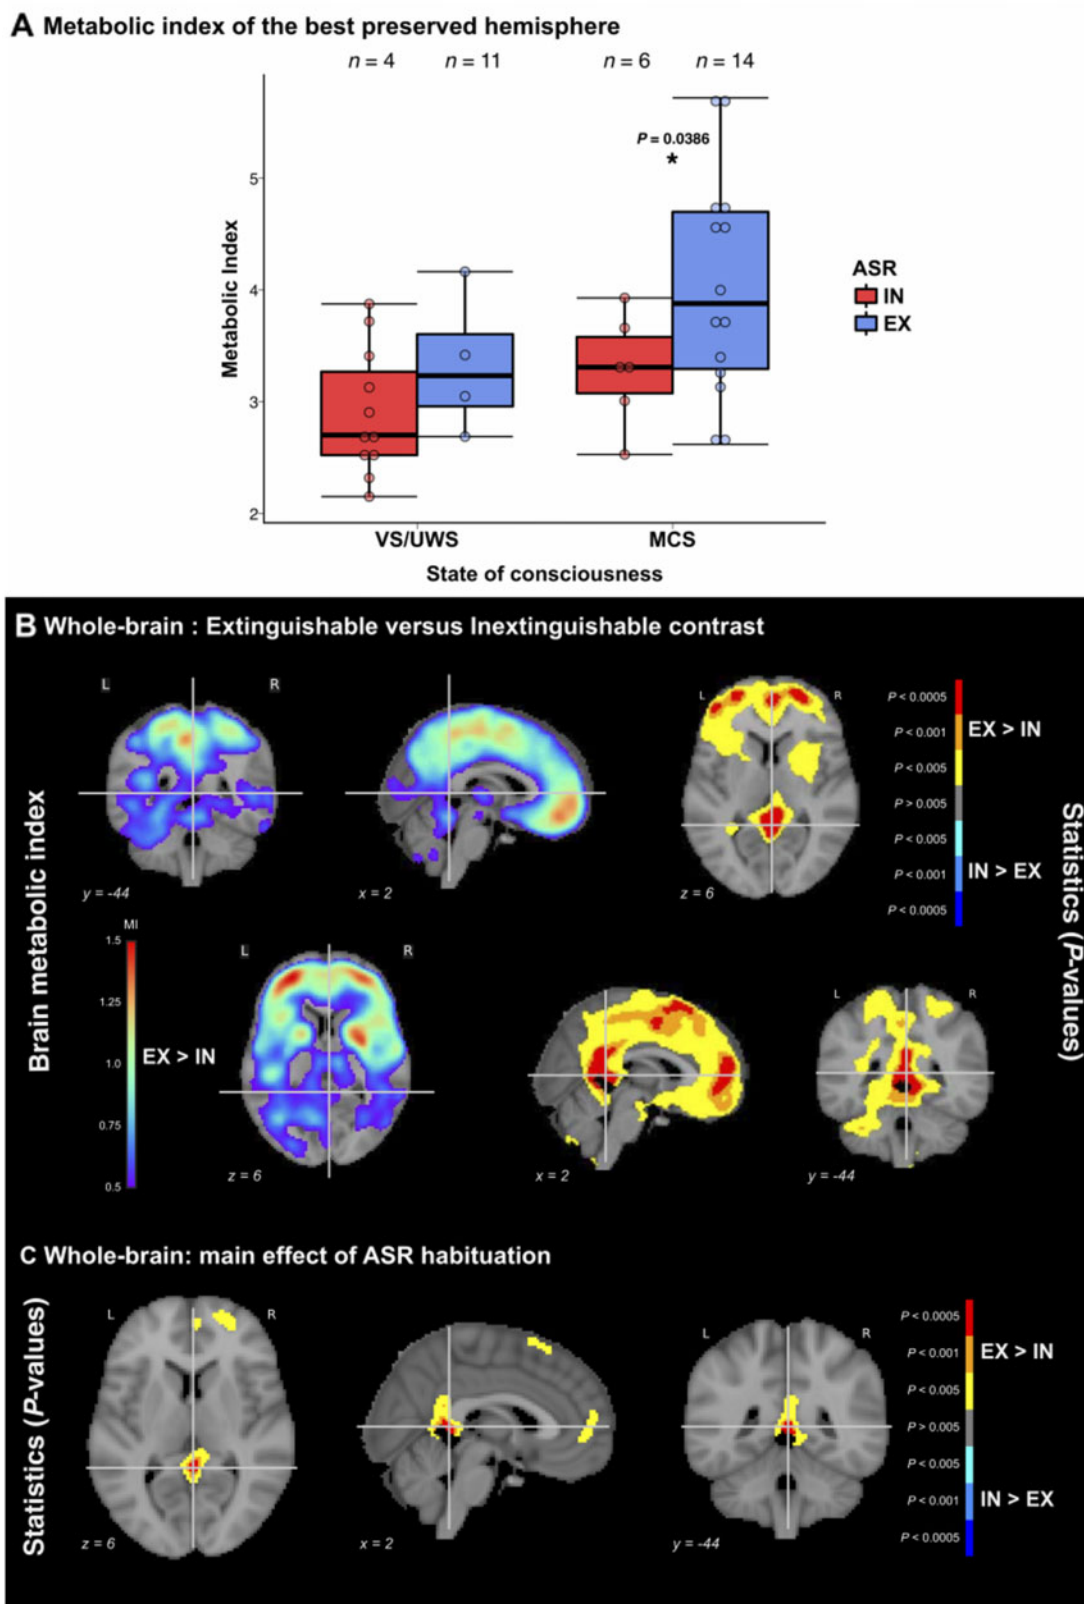 A Metabolic index of the best preserved hemisphere
n = 4 n = 11 n = 6 n = 14
P = 0.0386
*
5
4
3
2
Metabolic Index
ASR
IN
EX
VS/UWS MCS
State of consciousness
B Whole-brain : Extinguishable versus Inextinguishable contrast
L R
y = -44
x = 2
L R
z = 6
P < 0.0005
P < 0.001
P < 0.005
P > 0.005
P < 0.005
P < 0.001
P < 0.0005
EX > IN
IN > EX
Brain metabolic index
Statistics (P-values)
MI
1.5
1.25
1.0
0.75
0.5
EX > IN
L R
z = 6
x = 2
L R
y = -44
C Whole-brain: main effect of ASR habituation
Statistics (P-values)
L R
z = 6
x = 2
L R
y = -44
P < 0.0005
P < 0.001
P < 0.005
P > 0.005
P < 0.005
P < 0.001
P < 0.0005
EX > IN
IN > EX